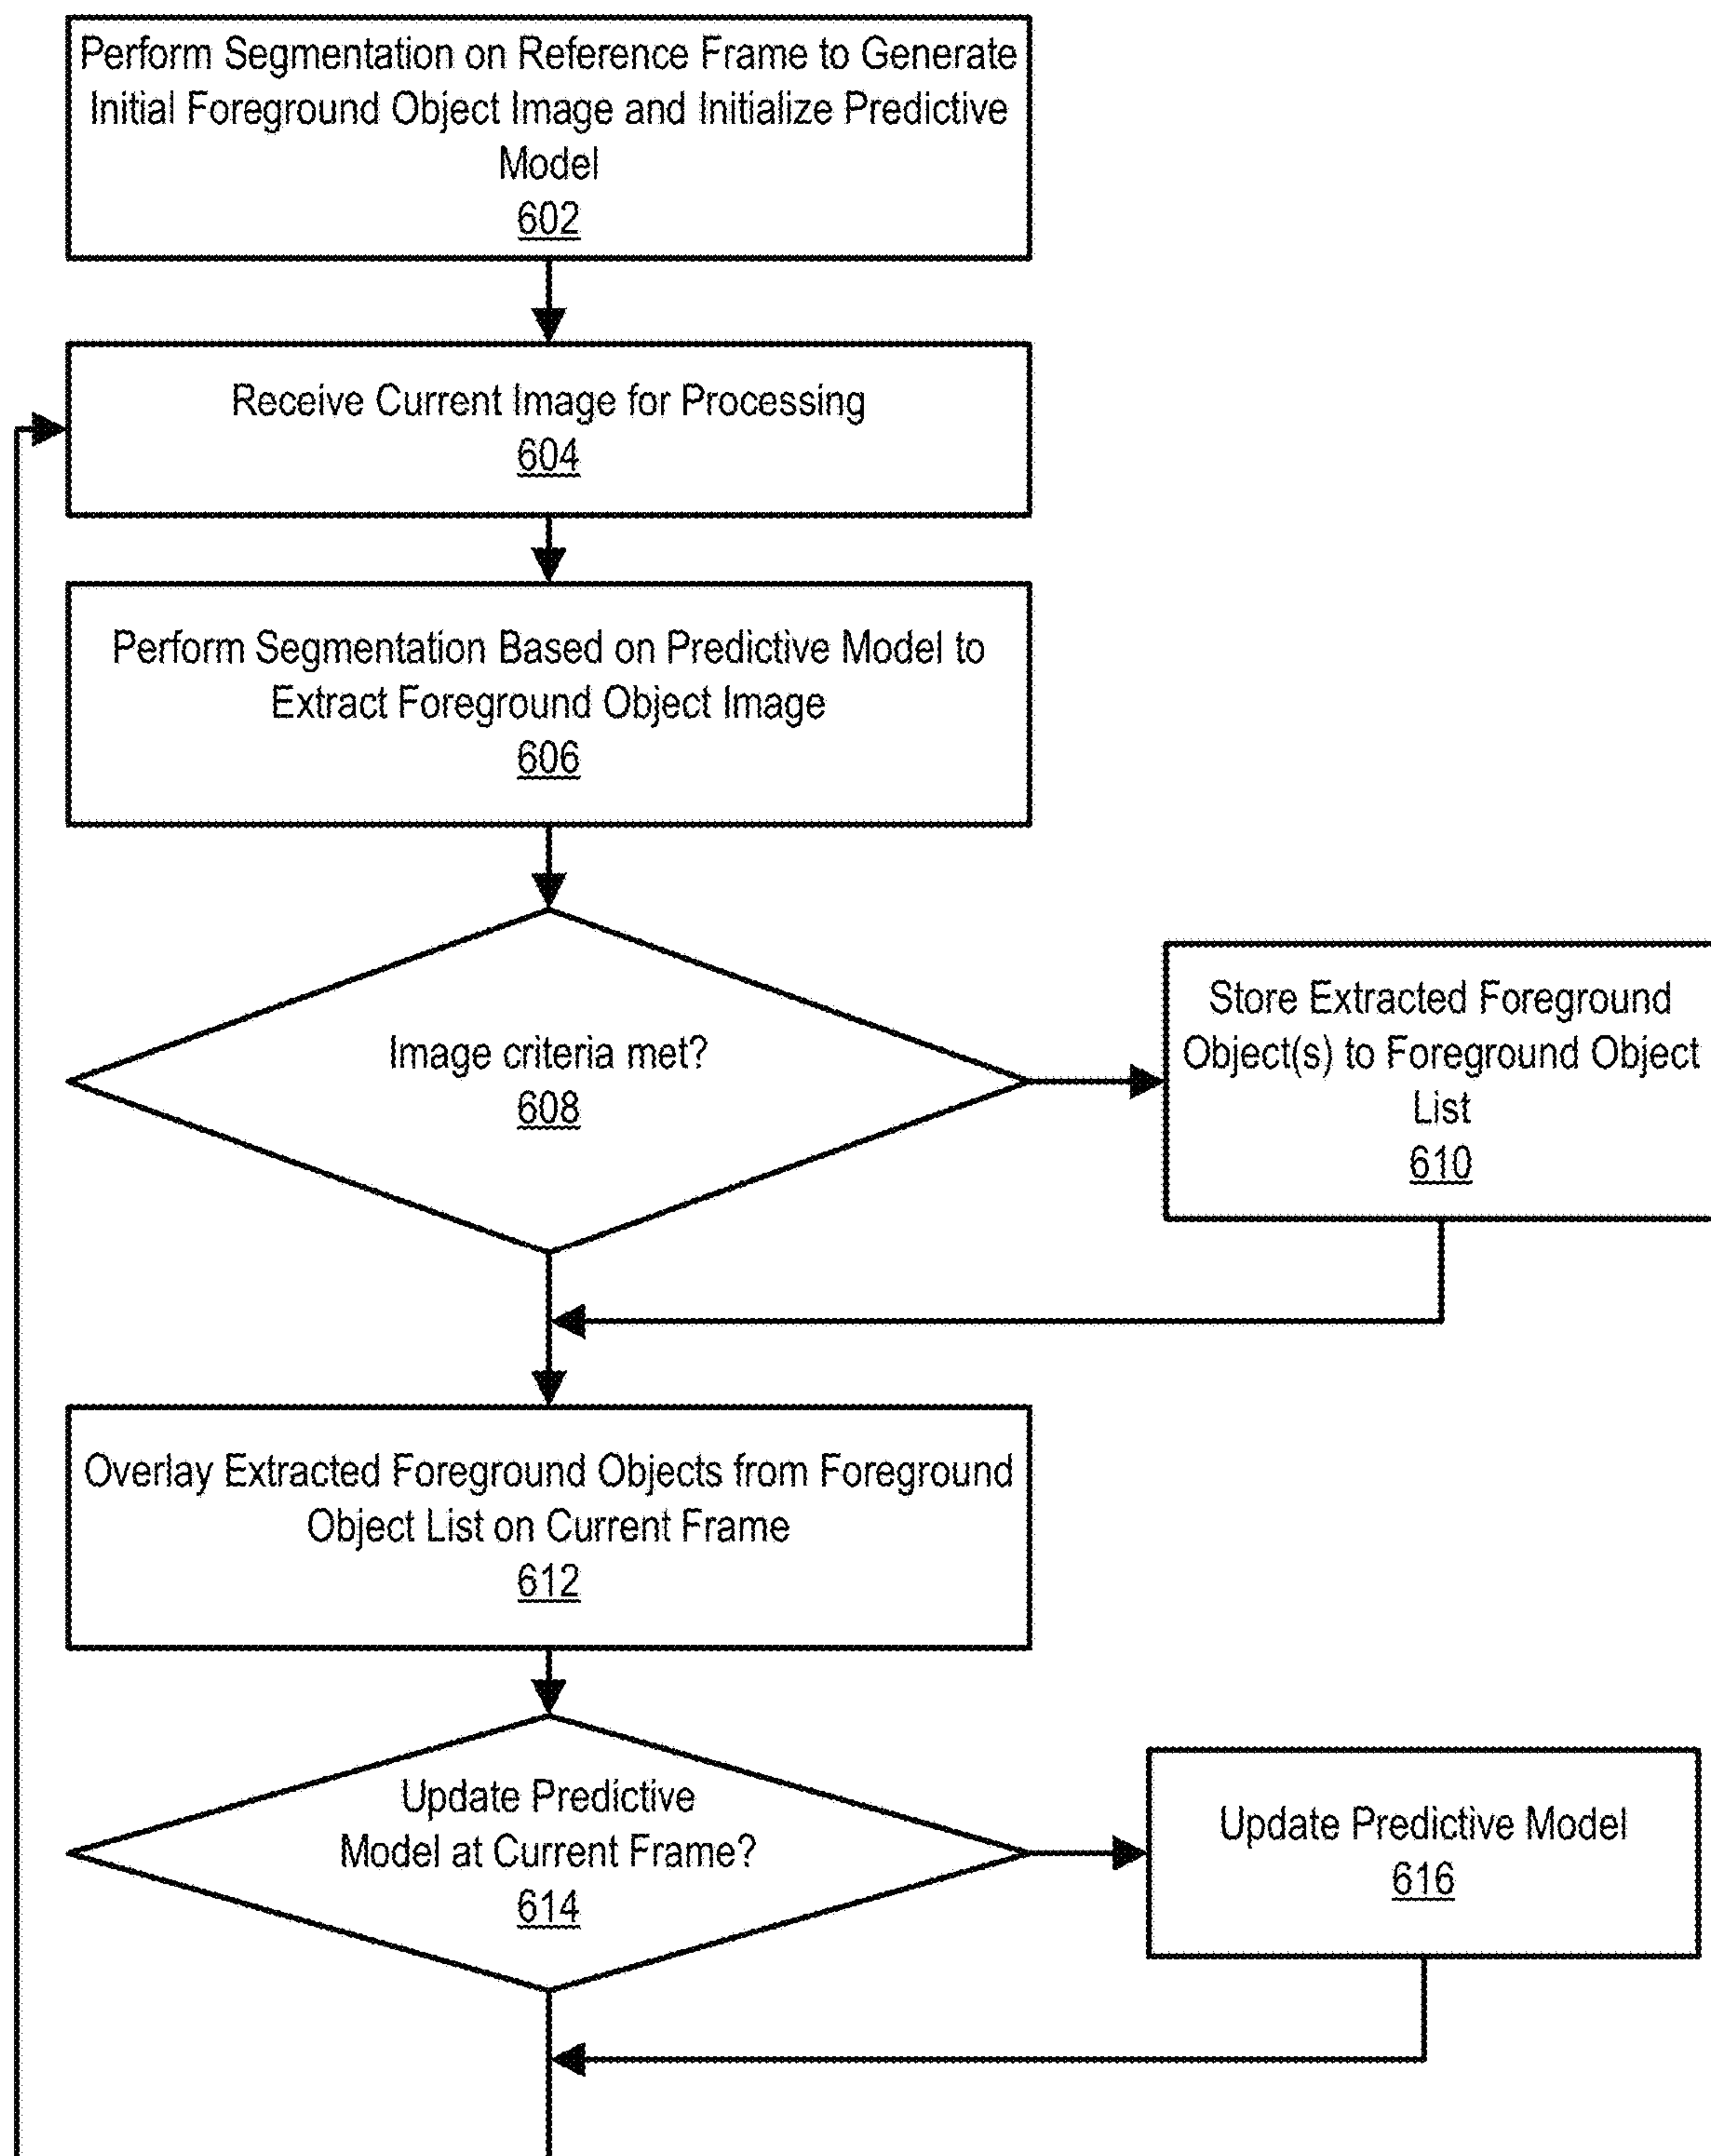 Perform Segmentation on Reference Frame to Generate
Initial Foreground Object Image and Initialize Predictive
Model
602
Receive Current Image for Processing
604
Perform Segmentation Based on Predictive Model to
Extract Foreground Object Image
606
Image criteria met?
608
Store Extracted Foreground
Object(s) to Foreground Object
List
610
Overlay Extracted Foreground Objects from Foreground
Object List on Current Frame
612
Update Predictive
Model at Current Frame?
614
Update Predictive Model
616